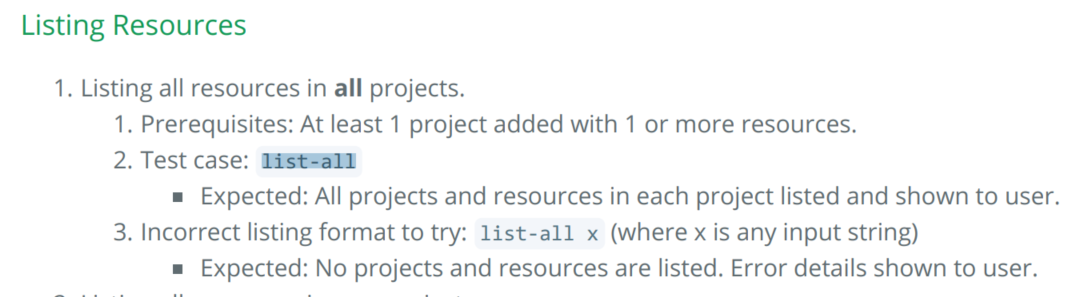 Listing Resources
1. Listing all resources in all projects.
1. Prerequisites: At least 1 project added with 1 or more resources.
2. Test case: list-all
▪ Expected: All projects and resources in each project listed and shown to user.
3. Incorrect listing format to try: list-all x (where x is any input string)
▪ Expected: No projects and resources are listed. Error details shown to user.